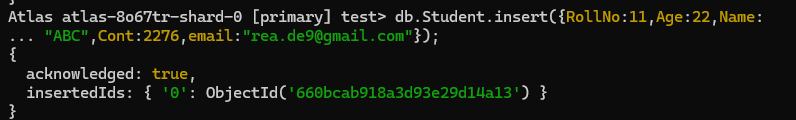 Atlas atlas-8o67tr-shard-0 [primary] test> db.Student.insert({RollNo:11,Age:22,Name:
... "ABC",Cont:2276,email:"rea.de9@gmail.com"});
{
  acknowledged: true,
  insertedIds: { '0': ObjectId('660bcab918a3d93e29d14a13') }
}